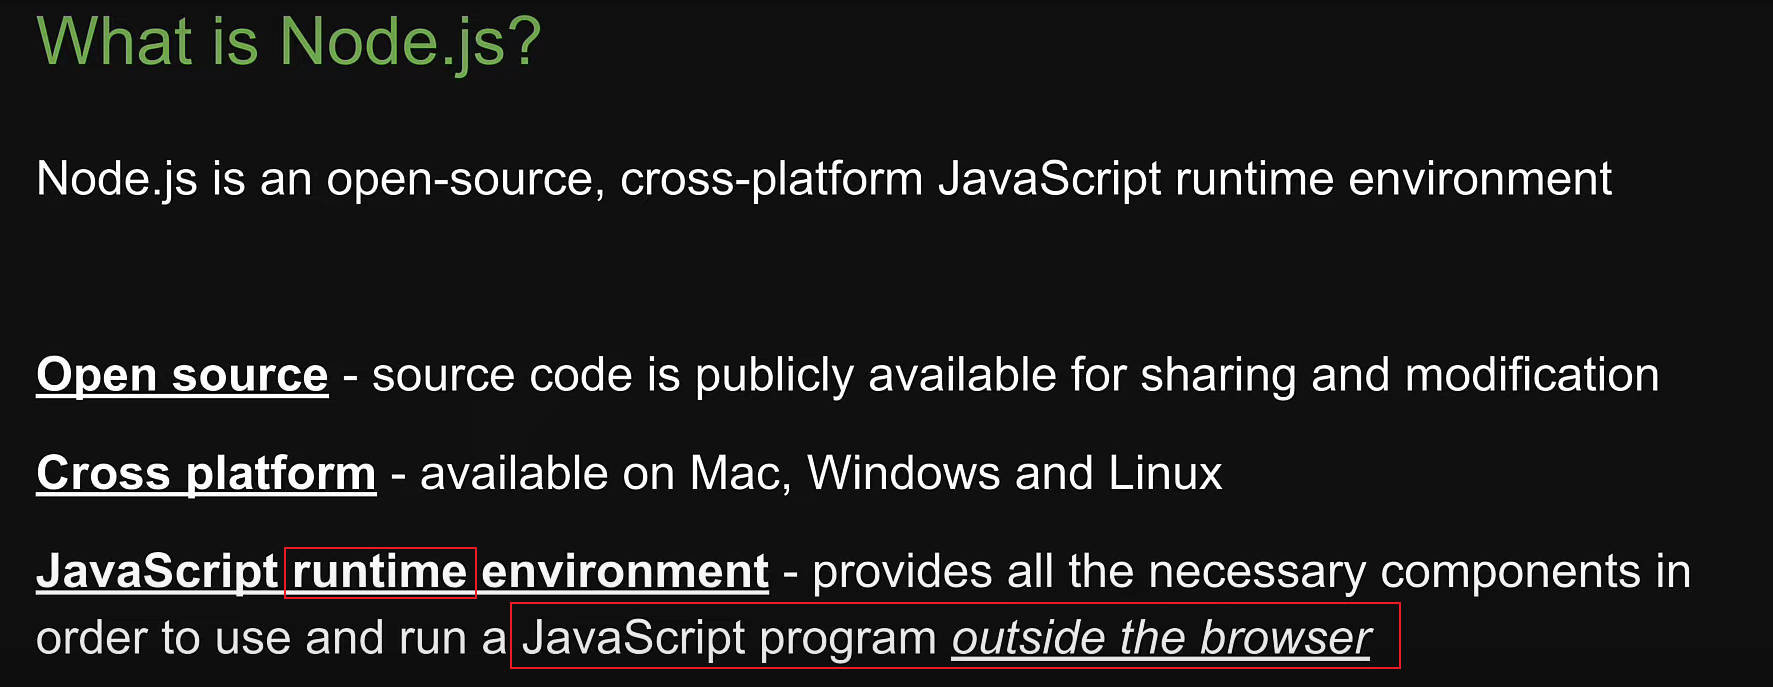 What is Node.js?
Node.js is an open-source, cross-platform JavaScript runtime environment
Open source - source code is publicly available for sharing and modification
Cross platform - available on Mac, Windows and Linux
JavaScript runtime environment - provides all the necessary components in
order to use and run a JavaScript program outside the browser